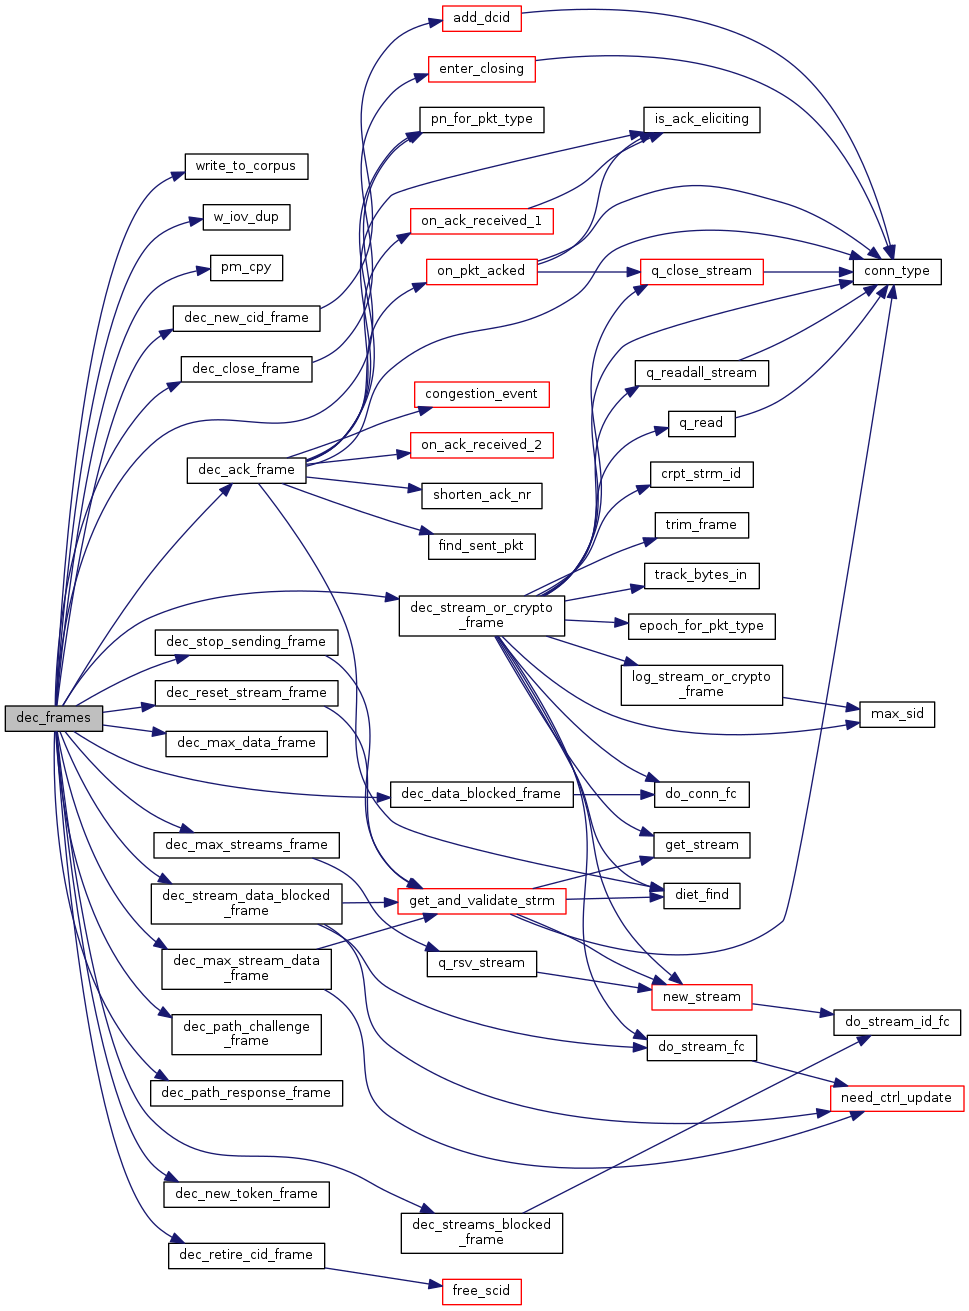 add_dcid
enter_closing
pn_for_pkt_type
is_ack_eliciting
write_to_corpus
w_iov_dup
on_ack_received_1
pm_cpy
on_pkt_acked
q_close_stream
conn_type
dec_new_cid_frame
dec_close_frame
q_readall_stream
congestion_event
q_read
on_ack_received_2
dec_ack_frame
crpt_strm_id
shorten_ack_nr
trim_frame
find_sent_pkt
track_bytes_in
dec_stream_or_crypto
_frame
epoch_for_pkt_type
dec_stop_sending_frame
log_stream_or_crypto
_frame
dec_reset_stream_frame
dec_frames
max_sid
dec_max_data_frame
dec_data_blocked_frame
do_conn_fc
dec_max_streams_frame
get_stream
dec_stream_data_blocked
_frame
get_and_validate_strm
diet_find
dec_max_stream_data
_frame
q_rsv_stream
new_stream
dec_path_challenge
_frame
do_stream_id_fc
do_stream_fc
dec_path_response_frame
need_ctrl_update
dec_new_token_frame
dec_streams_blocked
_frame
dec_retire_cid_frame
free_scid